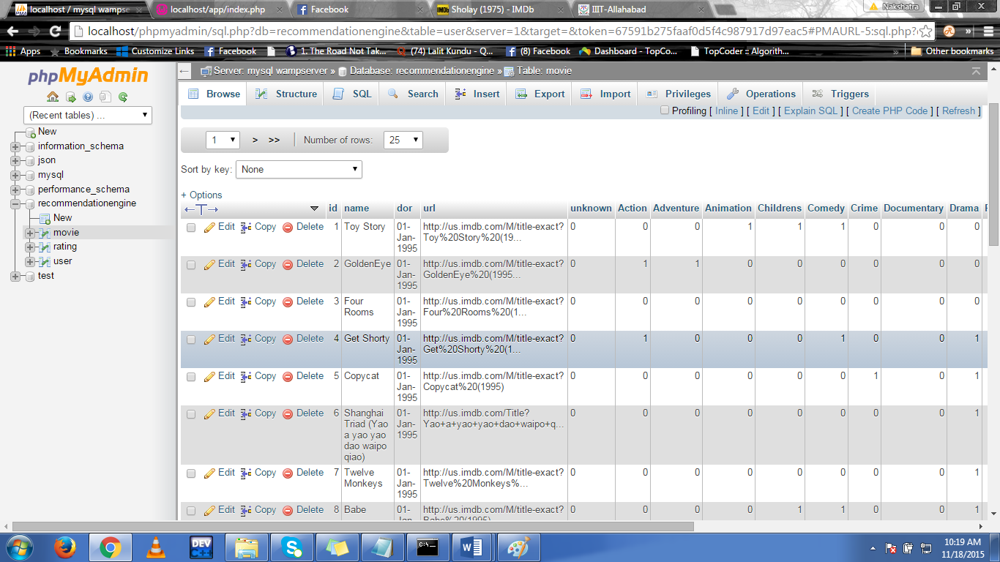 localhost / mysql wampse
localhost/app/index.php
Facebook
Sholay (1975) - IMDb
IIIT-Allahabad
Nakshatra
localhost/phpmyadmin/sql.php?db=recommendationengine&table=user&server=1&target=&token=67591b275faaf0d5f4c987917d97eac5#PMAURL-5:sql.php?
Apps Bookmarks Customize Links Facebook 1. The Road Not Tak... (74) Lalit Kundu - Q... (8) Facebook Dashboard - TopCo... TopCoder :: Algorith... » Other bookmarks
phpMyAdmin
(Recent tables) ...
New
information_schema
json
mysql
performance_schema
recommendationengine
New
movie
rating
user
test
Server: mysql wampserver » Database: recommendationengine » Table: movie
Browse Structure SQL Search Insert Export Import Privileges Operations Triggers
Profiling [ Inline ] [ Edit ] [ Explain SQL ] [ Create PHP Code ] [ Refresh ]
1 > >> Number of rows: 25
Sort by key: None
+ Options
←T→ id name dor url unknown Action Adventure Animation Childrens Comedy Crime Documentary Drama
Edit Copy Delete 1 Toy Story 01- http://us.imdb.com/M/title-exact? 0 0 0 1 1 1 0 0 0
Jan- Toy%20Story%20(19...
1995
Edit Copy Delete 2 GoldenEye 01- http://us.imdb.com/M/title-exact? 0 1 1 0 0 0 0 0 0
Jan- GoldenEye%20(1995...
1995
Edit Copy Delete 3 Four 01- http://us.imdb.com/M/title-exact? 0 0 0 0 0 0 0 0 0
Rooms Jan- Four%20Rooms%20(1...
1995
Edit Copy Delete 4 Get Shorty 01- http://us.imdb.com/M/title-exact? 0 1 0 0 0 1 0 0 1
Jan- Get%20Shorty%20(1...
1995
Edit Copy Delete 5 Copycat 01- http://us.imdb.com/M/title-exact? 0 0 0 0 0 0 1 0 1
Jan- Copycat%20(1995)
1995
Edit Copy Delete 6 Shanghai 01- http://us.imdb.com/Title? 0 0 0 0 0 0 0 0 1
Triad (Yao Jan- Yao+a+yao+yao+dao+waipo+q...
a yao yao 1995
dao waipo
qiao)
Edit Copy Delete 7 Twelve 01- http://us.imdb.com/M/title-exact? 0 0 0 0 0 0 0 0 1
Monkeys Jan- Twelve%20Monkeys%...
1995
Edit Copy Delete 8 Babe 01- http://us.imdb.com/M/title-exact? 0 0 0 0 1 1 0 0 1
Jan- Babe%20(1995)
DEV C++
C:\
10:19 AM
11/18/2015